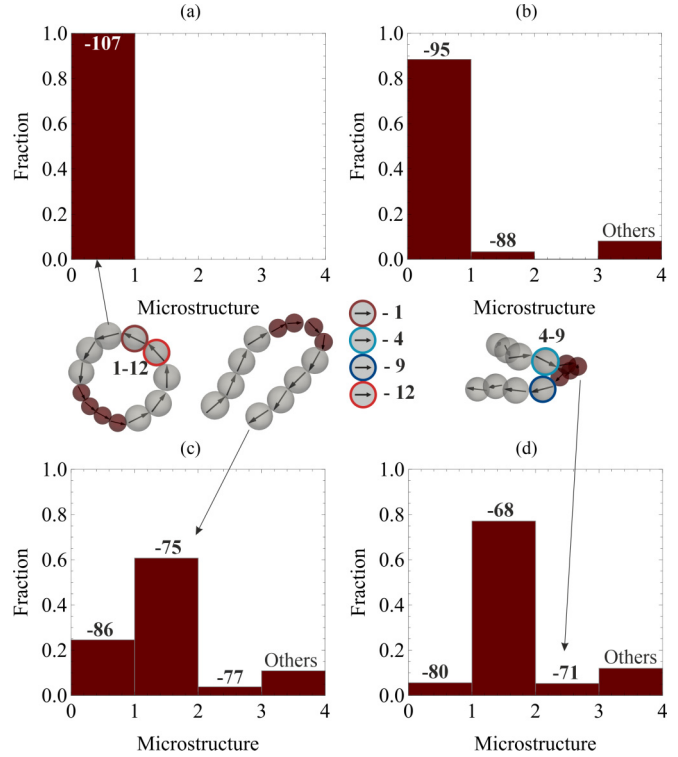 (a)
1.0
0.8
0.6
0.4
0.2
0.0
Fraction
-107
0 1 2 3 4
Microstructure
(b)
1.0
0.8
0.6
0.4
0.2
0.0
Fraction
-95
-88
Others
0 1 2 3 4
Microstructure
1-12
- 1
- 4
- 9
- 12
4-9
(c)
1.0
0.8
0.6
0.4
0.2
0.0
Fraction
-86
-75
-77
Others
0 1 2 3 4
Microstructure
(d)
1.0
0.8
0.6
0.4
0.2
0.0
Fraction
-80
-68
-71
Others
0 1 2 3 4
Microstructure